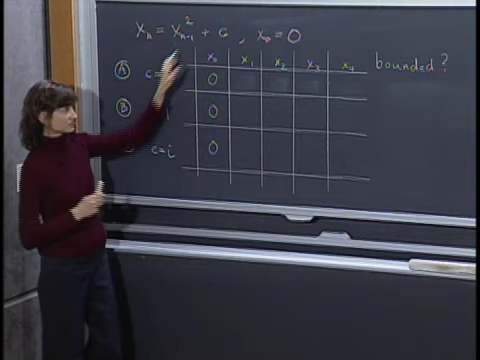 Xn = Xn-1² + c , x₀ = 0
x₀ x₁ x₂ x₃ x₄ bounded?
A c= 0
B 0
c=i 0